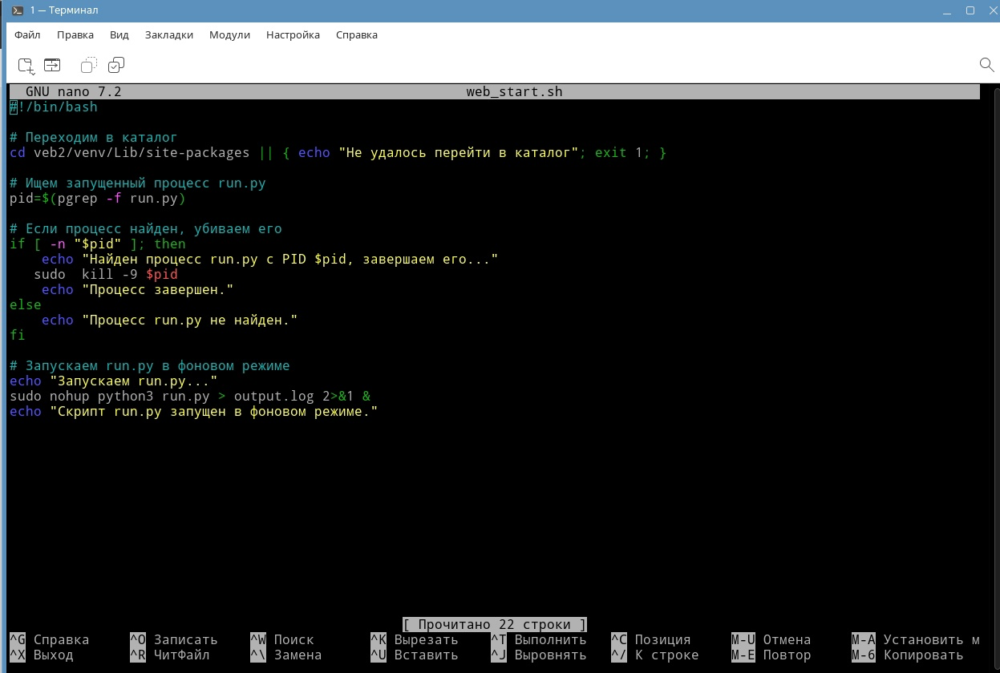 1 — Терминал
Файл Правка Вид Закладки Модули Настройка Справка
GNU nano 7.2 web_start.sh
#!/bin/bash
# Переходим в каталог
cd veb2/venv/Lib/site-packages || { echo "Не удалось перейти в каталог"; exit 1; }
# Ищем запущенный процесс run.py
pid=$(pgrep -f run.py)
# Если процесс найден, убиваем его
if [ -n "$pid" ]; then
    echo "Найден процесс run.py с PID $pid, завершаем его..."
   sudo  kill -9 $pid
    echo "Процесс завершен."
else
    echo "Процесс run.py не найден."
fi
# Запускаем run.py в фоновом режиме
echo "Запускаем run.py..."
sudo nohup python3 run.py > output.log 2>&1 &
echo "Скрипт run.py запущен в фоновом режиме."
[ Прочитано 22 строки ]
^G Справка ^O Записать ^W Поиск ^K Вырезать ^T Выполнить ^C Позиция M-U Отмена M-A Установить м
^X Выход ^R ЧитФайл ^\ Замена ^U Вставить ^J Выровнять ^/ К строке M-E Повтор M-6 Копировать